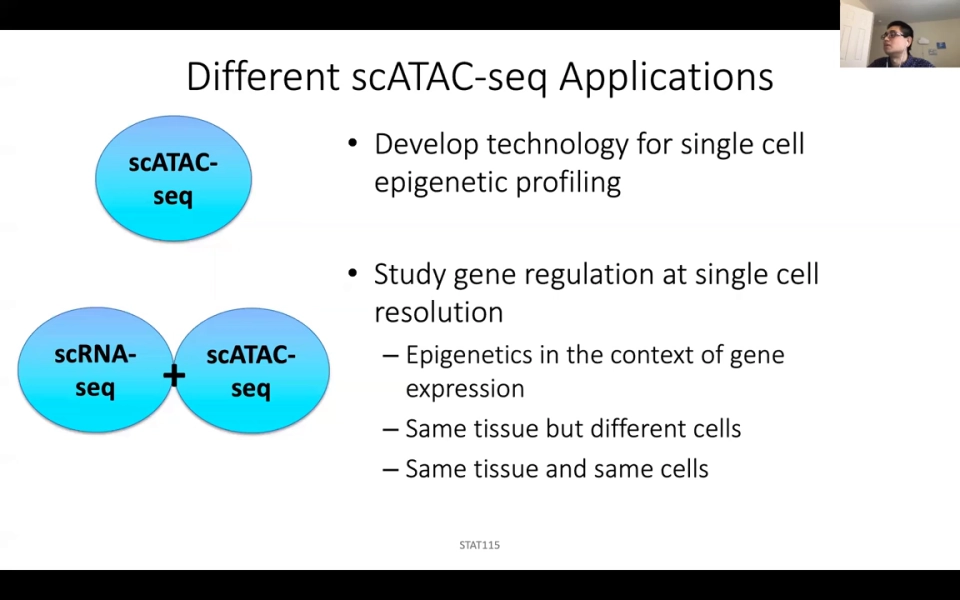 Different scATAC-seq Applications
scATAC-
seq
• Develop technology for single cell
epigenetic profiling
• Study gene regulation at single cell
resolution
scRNA-
seq
+
scATAC-
seq
– Epigenetics in the context of gene
expression
– Same tissue but different cells
– Same tissue and same cells
STAT115